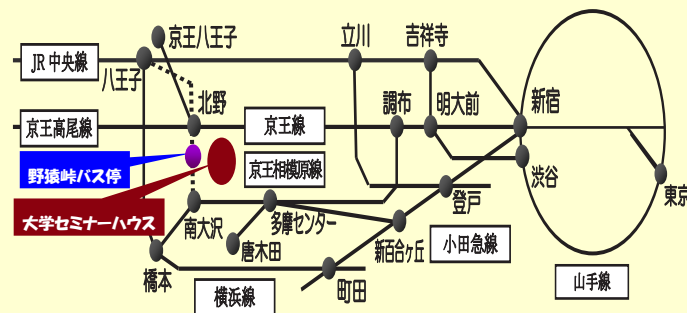 京王八王子
立川
吉祥寺
JR中央線
八王子
北野
調布
明大前
新宿
京王高尾線
京王線
野猿峠バス停
京王相模原線
渋谷
東京
大学セミナーハウス
南大沢
多摩センター
登戸
唐木田
新百合ヶ丘
小田急線
橋本
横浜線
町田
山手線